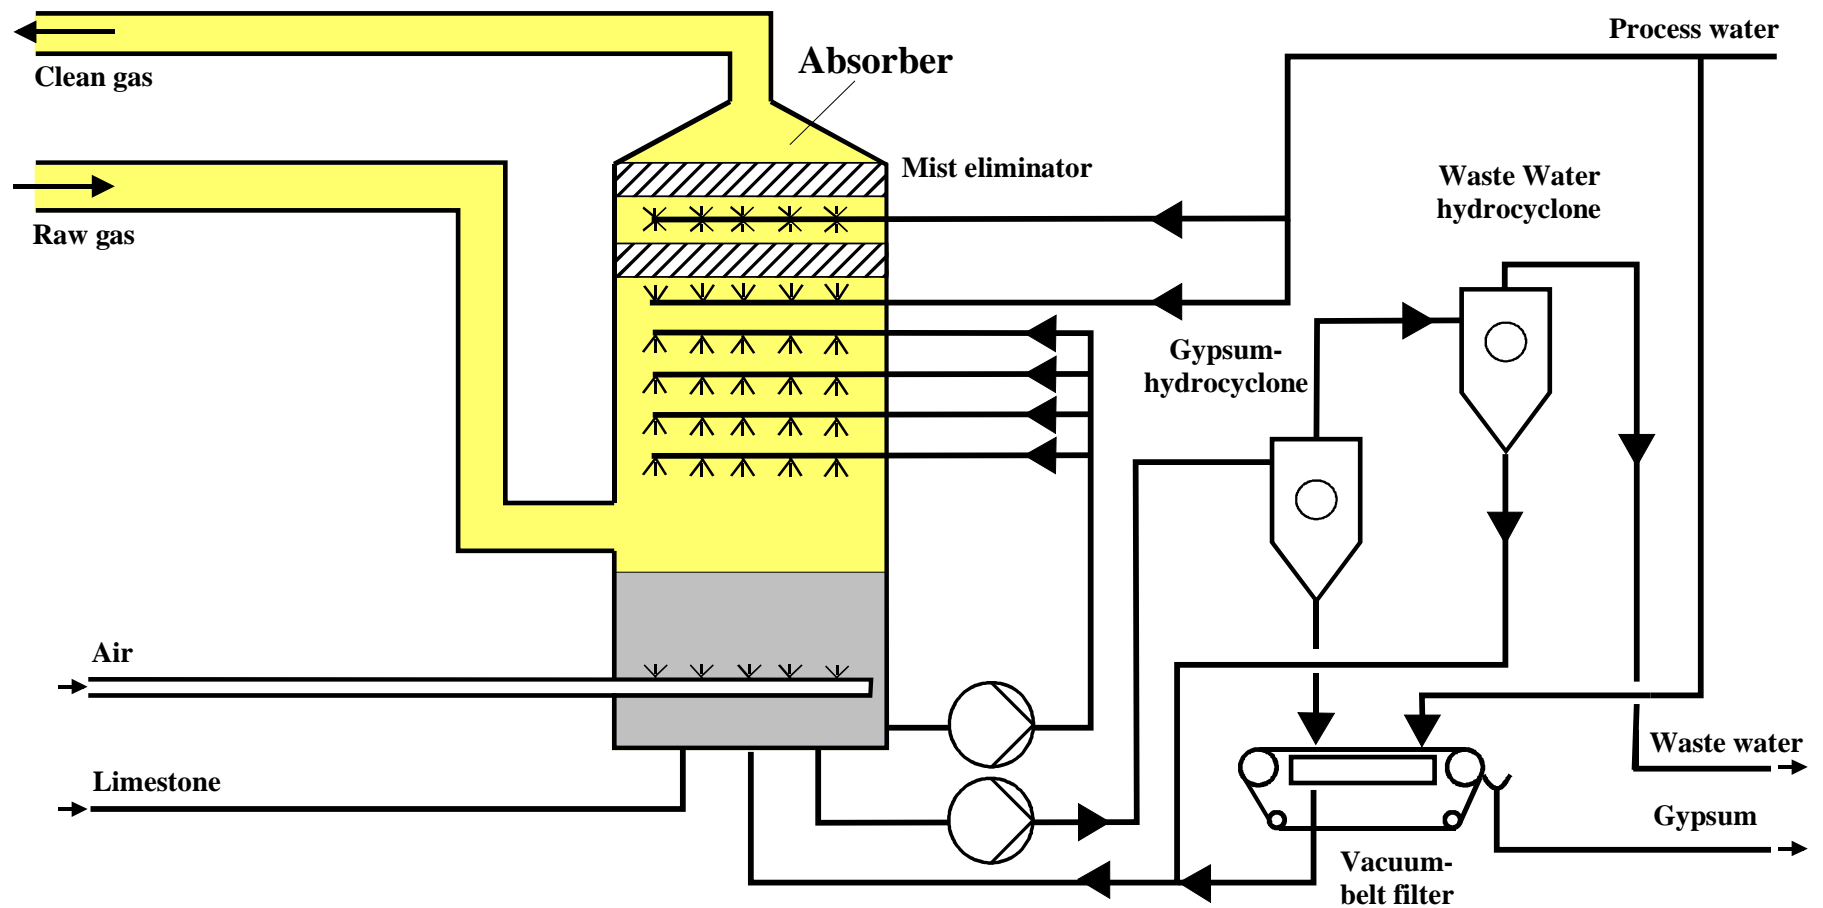 Process water
Absorber
Clean gas
Mist eliminator
Waste Water
hydrocyclone
Raw gas
Gypsum-
hydrocyclone
Air
Waste water
Limestone
Gypsum
Vacuum-
belt filter